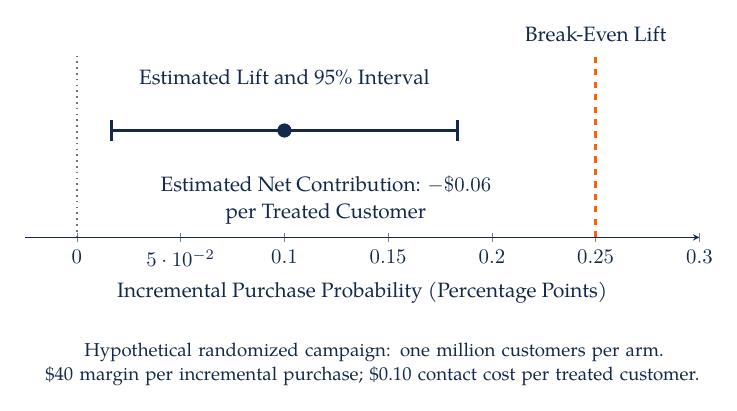 Break-Even Lift
Estimated Lift and 95% Interval
Estimated Net Contribution: −$0.06
per Treated Customer
0 5 · 10⁻² 0.1 0.15 0.2 0.25 0.3
Incremental Purchase Probability (Percentage Points)
Hypothetical randomized campaign: one million customers per arm.
$40 margin per incremental purchase; $0.10 contact cost per treated customer.